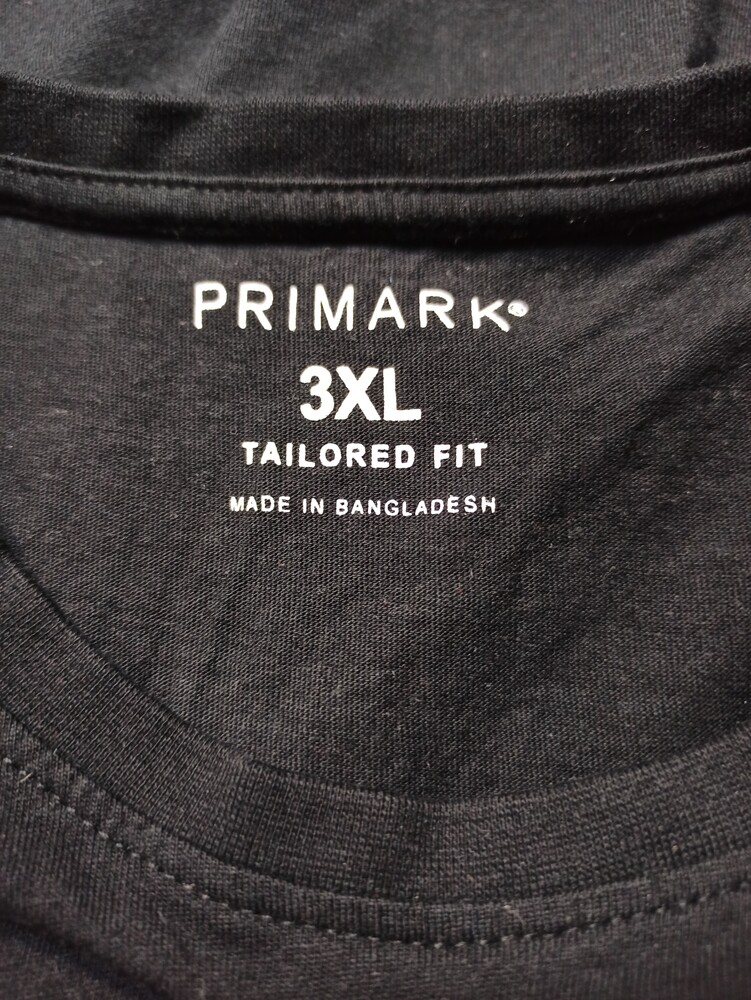 PRIMARK®
3XL
TAILORED FIT
MADE IN BANGLADESH